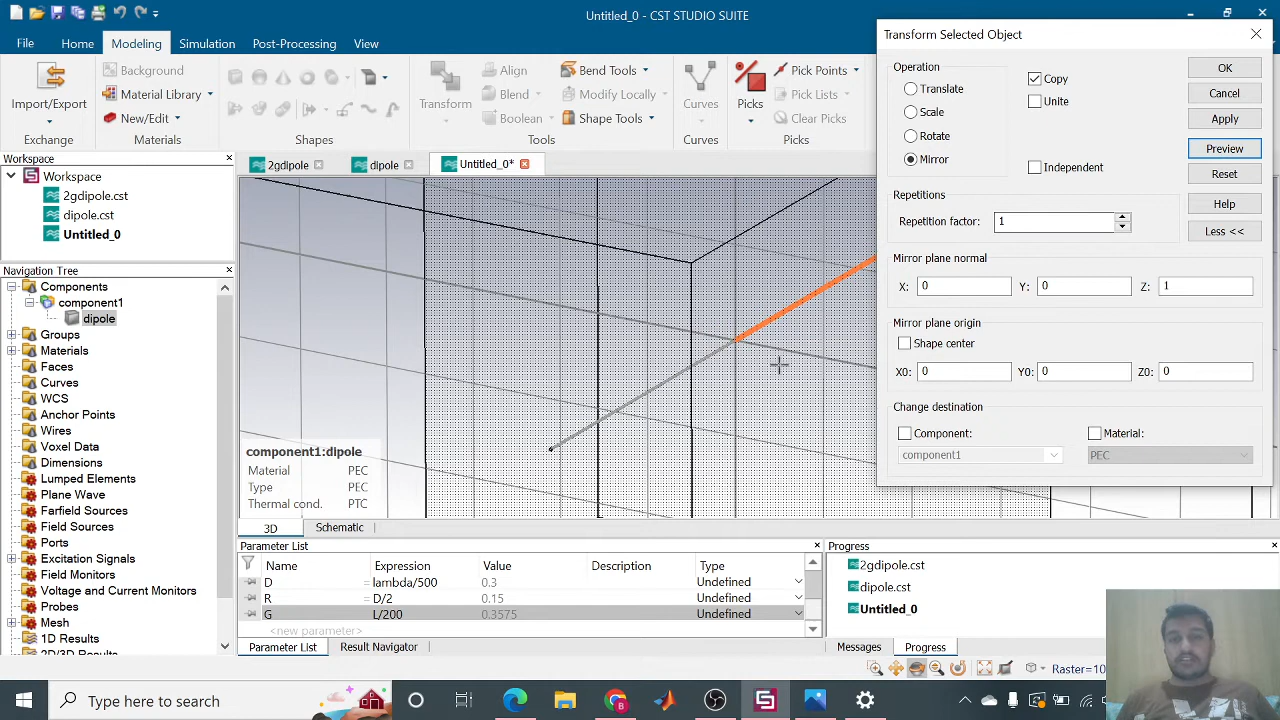 Untitled_0 - CST STUDIO SUITE
File
Home
Modeling
Simulation
Post-Processing
View
Import/Export
Exchange
Background
Material Library
New/Edit
Materials
Shapes
Transform
Align
Blend
Boolean
Bend Tools
Modify Locally
Shape Tools
Tools
Curves
Curves
Picks
Pick Points
Pick Lists
Clear Picks
Picks
Workspace
2gdipole
dipole
Untitled_0*
Workspace
2gdipole.cst
dipole.cst
Untitled_0
Navigation Tree
Components
component1
dipole
Groups
Materials
Faces
Curves
WCS
Anchor Points
Wires
Voxel Data
Dimensions
Lumped Elements
Plane Wave
Farfield Sources
Field Sources
Ports
Excitation Signals
Field Monitors
Voltage and Current Monitors
Probes
Mesh
1D Results
2D/3D Results
component1:dipole
Material PEC
Type PEC
Thermal cond. PTC
3D
Schematic
Transform Selected Object
Operation
Translate
Scale
Rotate
Mirror
Copy
Unite
Independent
OK
Cancel
Apply
Preview
Reset
Help
Less <<
Repetitions
Repetition factor: 1
Mirror plane normal
X: 0 Y: 0 Z: 1
Mirror plane origin
Shape center
X0: 0 Y0: 0 Z0: 0
Change destination
Component:
component1
Material:
PEC
Parameter List
Name Expression Value Description Type
D = lambda/500 0.3 Undefined
R = D/2 0.15 Undefined
G = L/200 0.3575 Undefined
<new parameter>
Parameter List
Result Navigator
Progress
2gdipole.cst
dipole.cst
Untitled_0
Messages
Progress
Raster=10
Type here to search